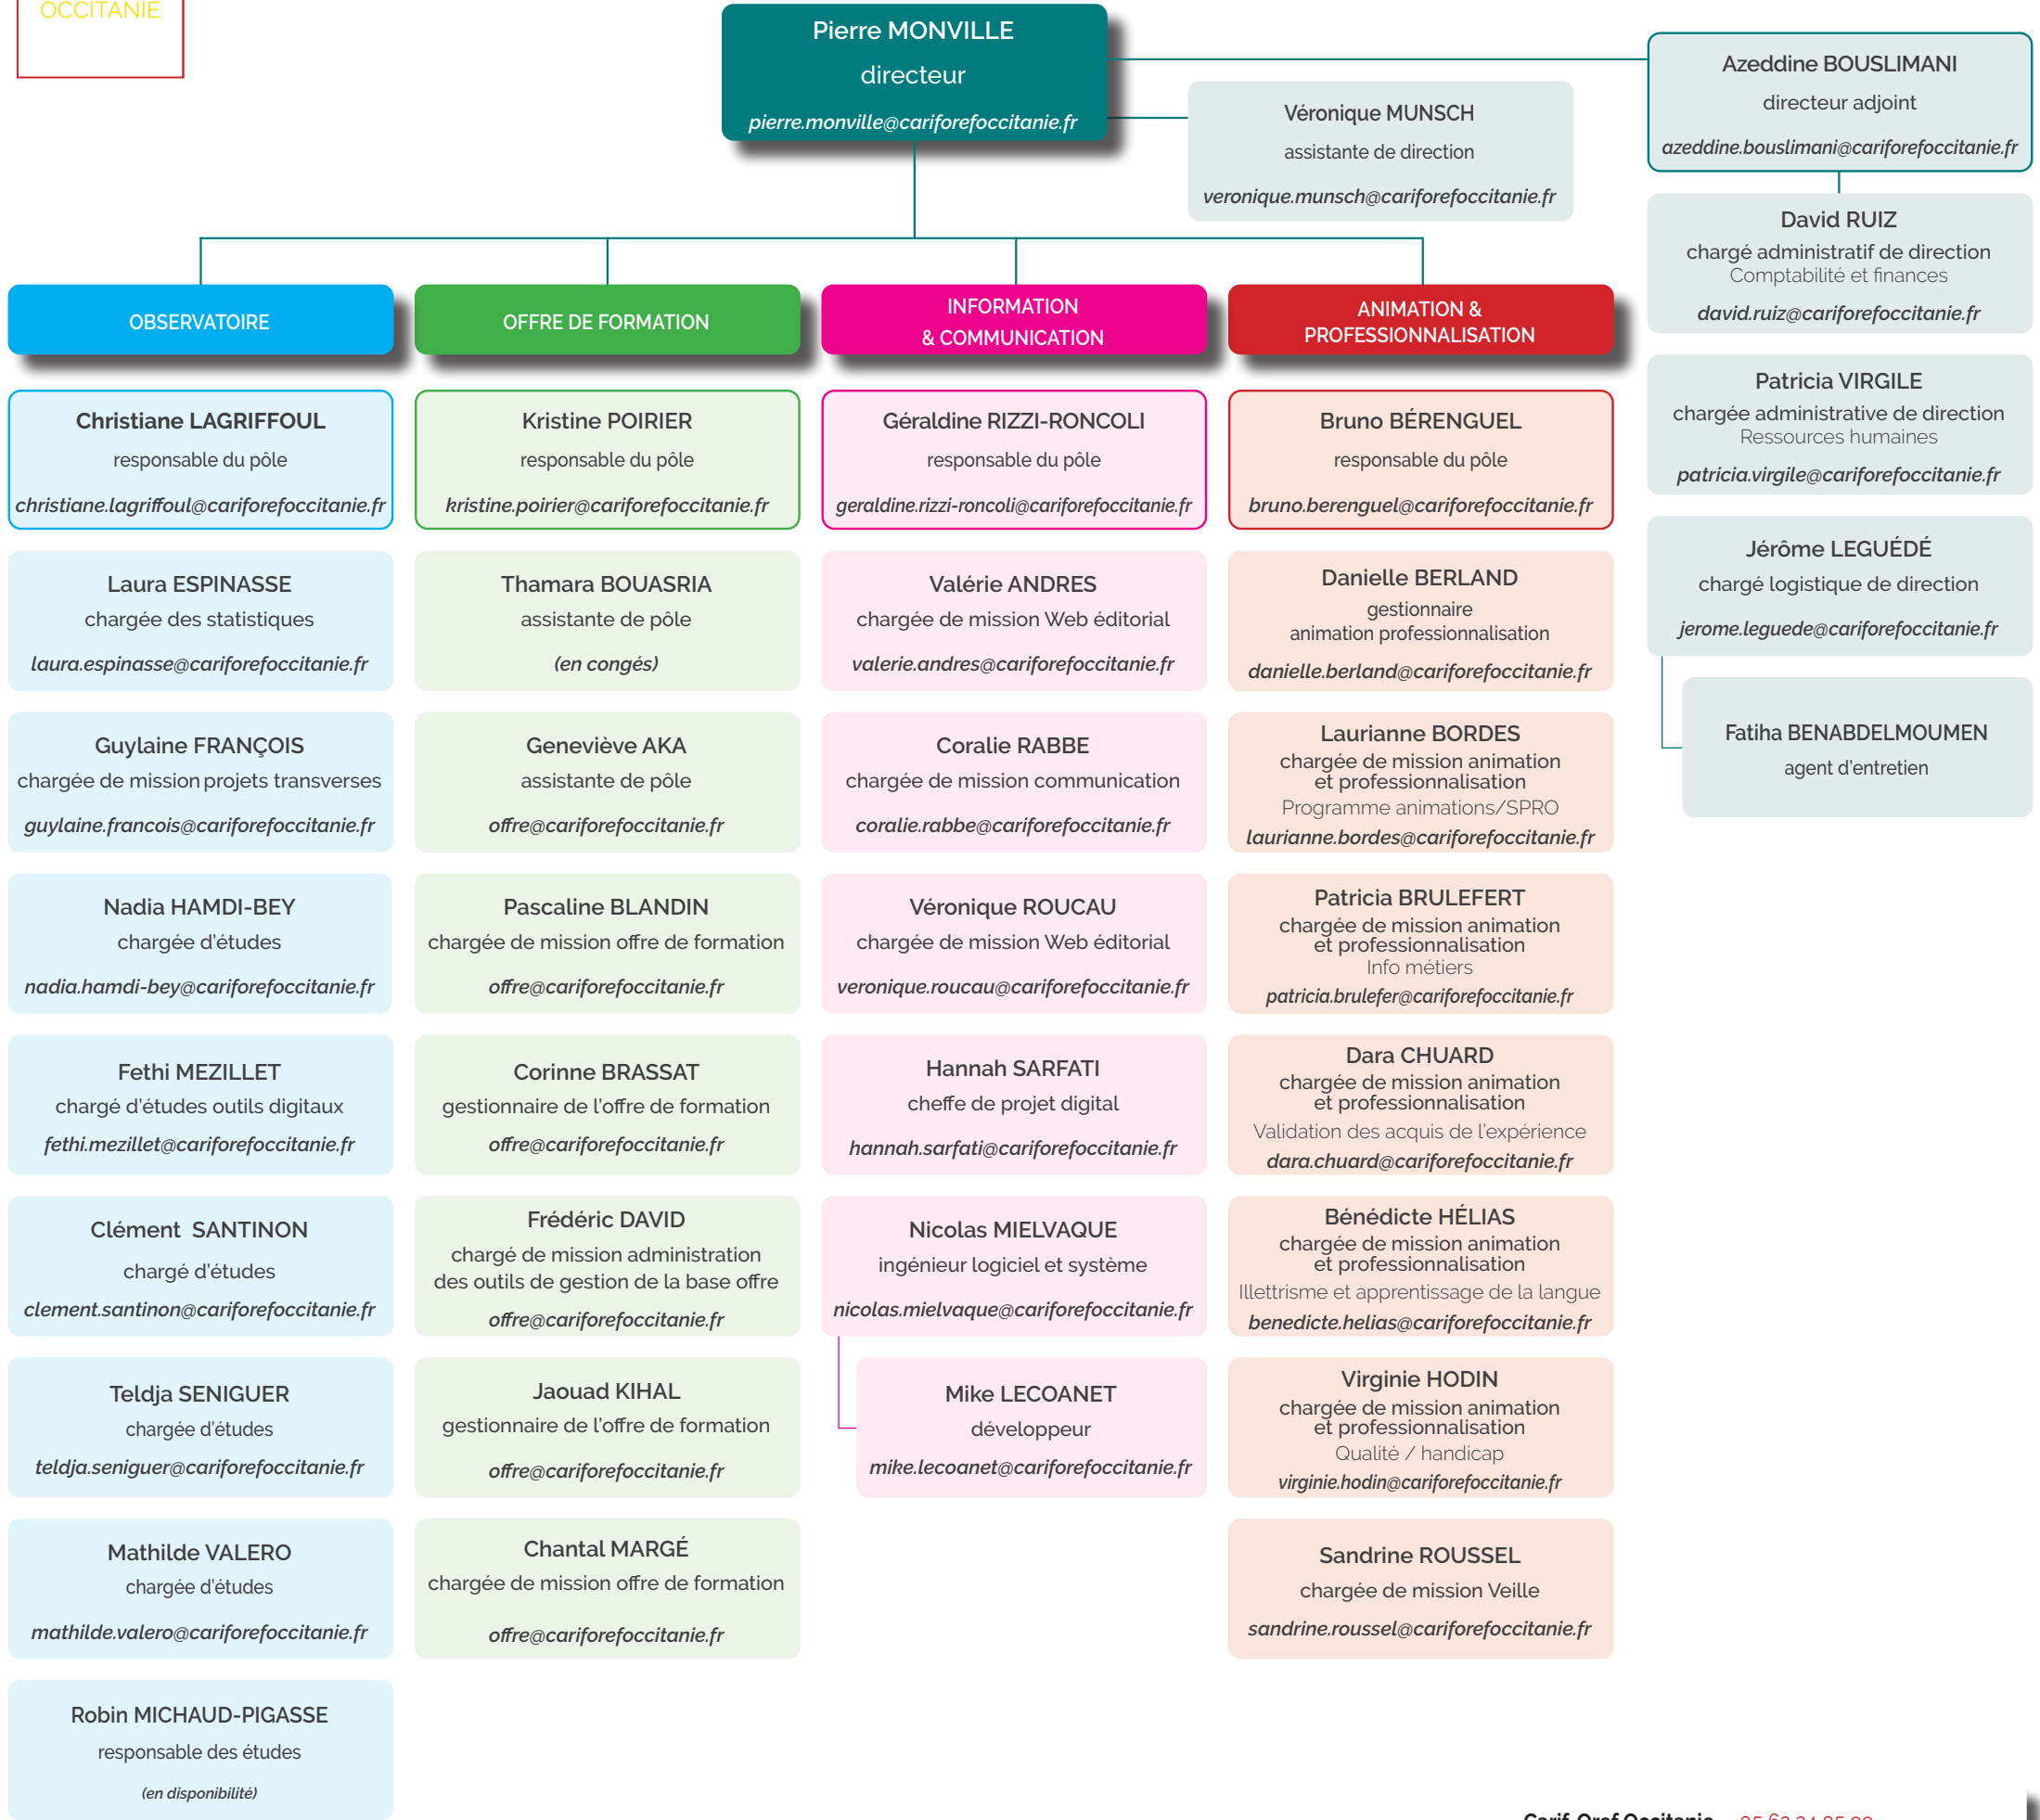 OCCITANIE
Pierre MONVILLE
directeur
pierre.monville@cariforefoccitanie.fr
Véronique MUNSCH
assistante de direction
veronique.munsch@cariforefoccitanie.fr
Azeddine BOUSLIMANI
directeur adjoint
azeddine.bouslimani@cariforefoccitanie.fr
David RUIZ
chargé administratif de direction
Comptabilité et finances
david.ruiz@cariforefoccitanie.fr
Patricia VIRGILE
chargée administrative de direction
Ressources humaines
patricia.virgile@cariforefoccitanie.fr
Jérôme LEGUÉDÉ
chargé logistique de direction
jerome.leguede@cariforefoccitanie.fr
Fatiha BENABDELMOUMEN
agent d'entretien
OBSERVATOIRE
Christiane LAGRIFFOUL
responsable du pôle
christiane.lagriffoul@cariforefoccitanie.fr
Laura ESPINASSE
chargée des statistiques
laura.espinasse@cariforefoccitanie.fr
Guylaine FRANÇOIS
chargée de mission projets transverses
guylaine.francois@cariforefoccitanie.fr
Nadia HAMDI-BEY
chargée d'études
nadia.hamdi-bey@cariforefoccitanie.fr
Fethi MEZILLET
chargé d'études outils digitaux
fethi.mezillet@cariforefoccitanie.fr
Clément SANTINON
chargé d'études
clement.santinon@cariforefoccitanie.fr
Teldja SENIGUER
chargée d'études
teldja.seniguer@cariforefoccitanie.fr
Mathilde VALERO
chargée d'études
mathilde.valero@cariforefoccitanie.fr
Robin MICHAUD-PIGASSE
responsable des études
(en disponibilité)
OFFRE DE FORMATION
Kristine POIRIER
responsable du pôle
kristine.poirier@cariforefoccitanie.fr
Thamara BOUASRIA
assistante de pôle
(en congés)
Geneviève AKA
assistante de pôle
offre@cariforefoccitanie.fr
Pascaline BLANDIN
chargée de mission offre de formation
offre@cariforefoccitanie.fr
Corinne BRASSAT
gestionnaire de l'offre de formation
offre@cariforefoccitanie.fr
Frédéric DAVID
chargé de mission administration
des outils de gestion de la base offre
offre@cariforefoccitanie.fr
Jaouad KIHAL
gestionnaire de l'offre de formation
offre@cariforefoccitanie.fr
Chantal MARGÉ
chargée de mission offre de formation
offre@cariforefoccitanie.fr
INFORMATION
& COMMUNICATION
Géraldine RIZZI-RONCOLI
responsable du pôle
geraldine.rizzi-roncoli@cariforefoccitanie.fr
Valérie ANDRES
chargée de mission Web éditorial
valerie.andres@cariforefoccitanie.fr
Coralie RABBE
chargée de mission communication
coralie.rabbe@cariforefoccitanie.fr
Véronique ROUCAU
chargée de mission Web éditorial
veronique.roucau@cariforefoccitanie.fr
Hannah SARFATI
cheffe de projet digital
hannah.sarfati@cariforefoccitanie.fr
Nicolas MIELVAQUE
ingénieur logiciel et système
nicolas.mielvaque@cariforefoccitanie.fr
Mike LECOANET
développeur
mike.lecoanet@cariforefoccitanie.fr
ANIMATION &
PROFESSIONNALISATION
Bruno BÉRENGUEL
responsable du pôle
bruno.berenguel@cariforefoccitanie.fr
Danielle BERLAND
gestionnaire
animation professionnalisation
danielle.berland@cariforefoccitanie.fr
Laurianne BORDES
chargée de mission animation
et professionnalisation
Programme animations/SPRO
laurianne.bordes@cariforefoccitanie.fr
Patricia BRULEFERT
chargée de mission animation
et professionnalisation
Info métiers
patricia.brulefer@cariforefoccitanie.fr
Dara CHUARD
chargée de mission animation
et professionnalisation
Validation des acquis de l'expérience
dara.chuard@cariforefoccitanie.fr
Bénédicte HÉLIAS
chargée de mission animation
et professionnalisation
Illettrisme et apprentissage de la langue
benedicte.helias@cariforefoccitanie.fr
Virginie HODIN
chargée de mission animation
et professionnalisation
Qualité / handicap
virginie.hodin@cariforefoccitanie.fr
Sandrine ROUSSEL
chargée de mission Veille
sandrine.roussel@cariforefoccitanie.fr
Carif-Oref Occitanie